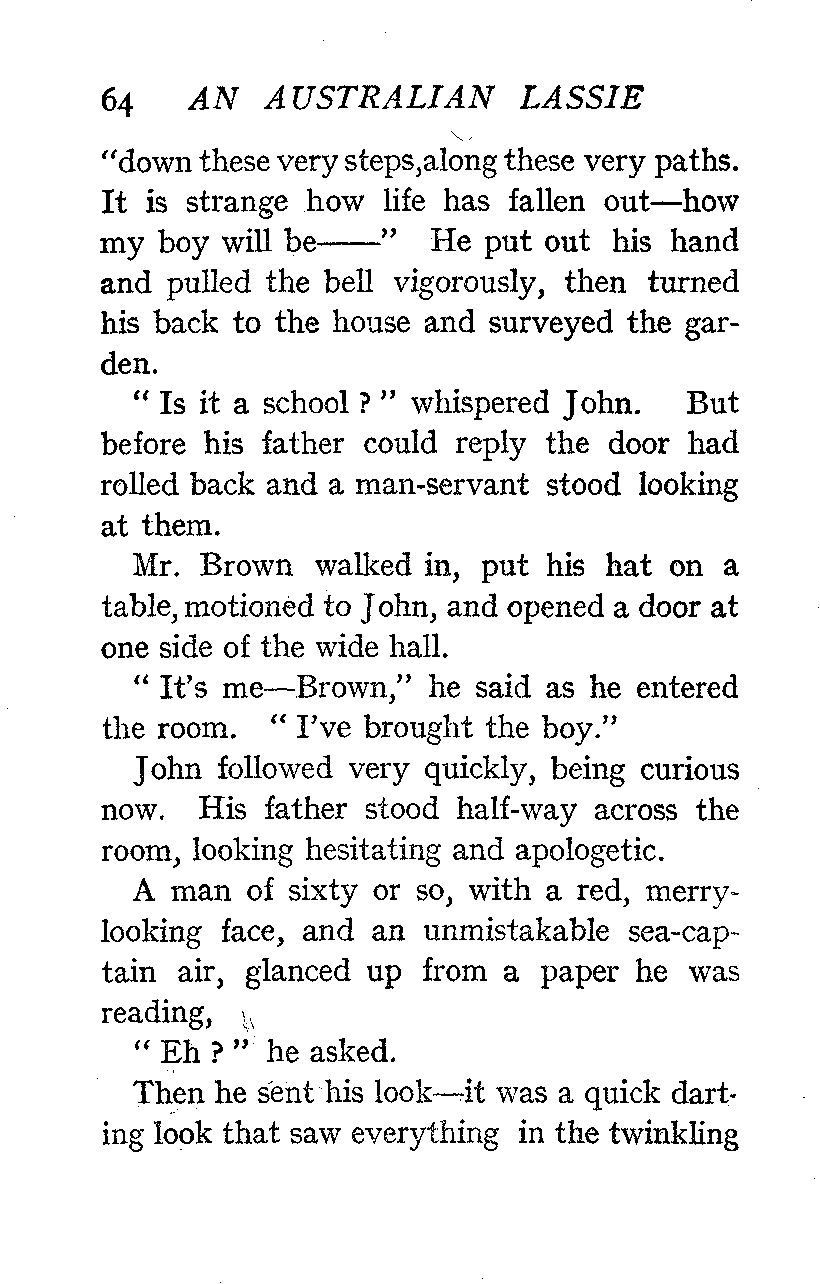 64 AN AUSTRALIAN LASSIE
"down these very steps, along these very paths.
It is strange how life has fallen out—how
my boy will be——" He put out his hand
and pulled the bell vigorously, then turned
his back to the house and surveyed the gar-
den.
" Is it a school ? " whispered John. But
before his father could reply the door had
rolled back and a man-servant stood looking
at them.
Mr. Brown walked in, put his hat on a
table, motioned to John, and opened a door at
one side of the wide hall.
" It's me—Brown," he said as he entered
the room. " I've brought the boy."
John followed very quickly, being curious
now. His father stood half-way across the
room, looking hesitating and apologetic.
A man of sixty or so, with a red, merry-
looking face, and an unmistakable sea-cap-
tain air, glanced up from a paper he was
reading,
" Eh ? " he asked.
Then he sent his look—it was a quick dart-
ing look that saw everything in the twinkling